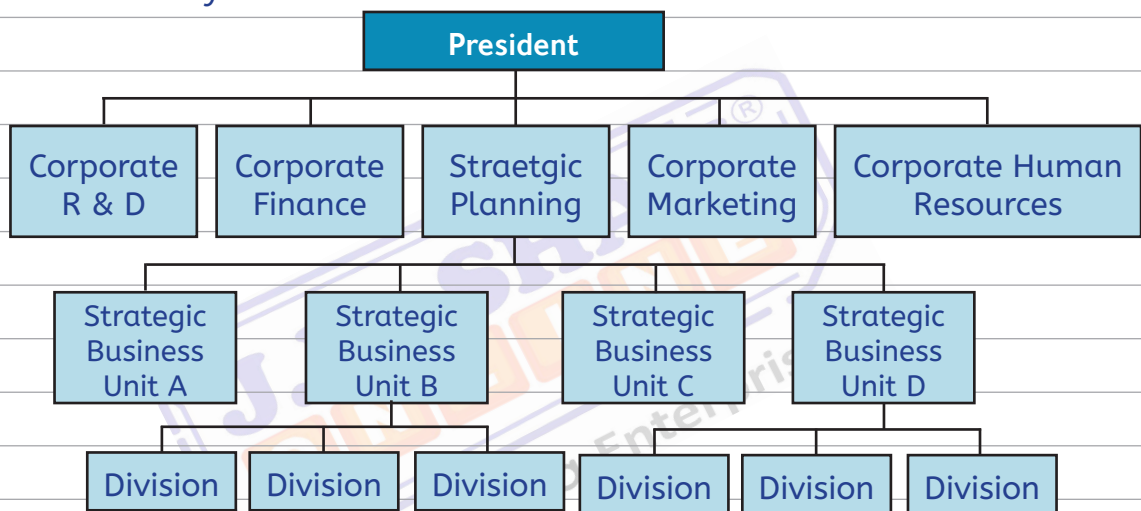 President
Corporate
R & D
Corporate
Finance
Straetgic
Planning
Corporate
Marketing
Corporate Human
Resources
Strategic
Business
Unit A
Strategic
Business
Unit B
Strategic
Business
Unit C
Strategic
Business
Unit D
Division
Division
Division
Division
Division
Division